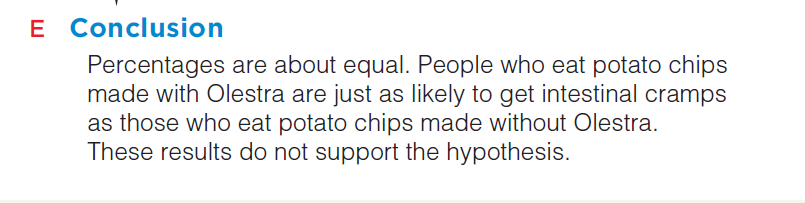 E Conclusion
Percentages are about equal. People who eat potato chips
made with Olestra are just as likely to get intestinal cramps
as those who eat potato chips made without Olestra.
These results do not support the hypothesis.